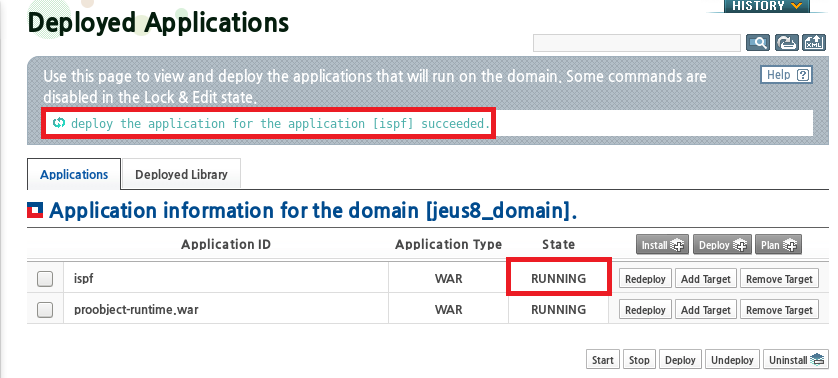 HISTORY
Deployed Applications
XML
Use this page to view and deploy the applications that will run on the domain. Some commands are
disabled in the Lock & Edit state.
Help ?
deploy the application for the application [ispf] succeeded.
Applications Deployed Library
Application information for the domain [jeus8_domain].
Application ID Application Type State Install Deploy Plan
ispf WAR RUNNING Redeploy Add Target Remove Target
proobject-runtime.war WAR RUNNING Redeploy Add Target Remove Target
Start Stop Deploy Undeploy Uninstall